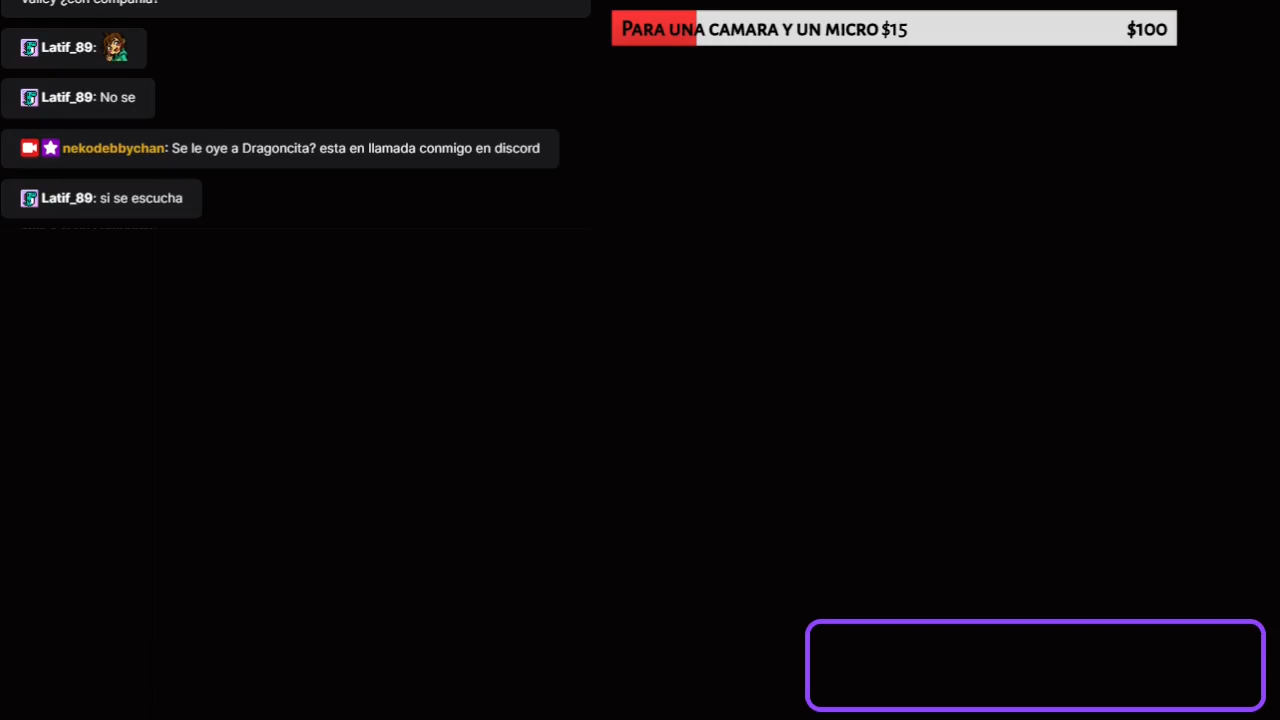 valley ¿con compañia?
Latif_89:
Latif_89: No se
nekodebbychan: Se le oye a Dragoncita? esta en llamada conmigo en discord
Latif_89: si se escucha
PARA UNA CAMARA Y UN MICRO $15
$100